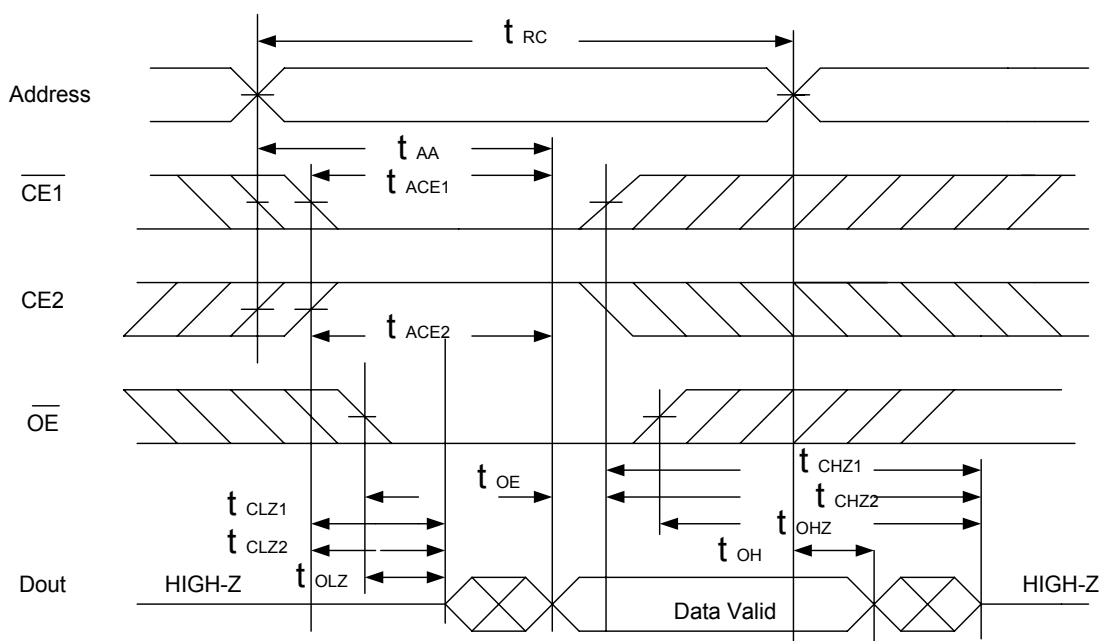 t RC
Address
t AA
CE1
t ACE1
CE2
t ACE2
OE
t CHZ1
t OE
t CLZ1
t CHZ2
t OHZ
t CLZ2
t OH
t OLZ
Dout
HIGH-Z
Data Valid
HIGH-Z